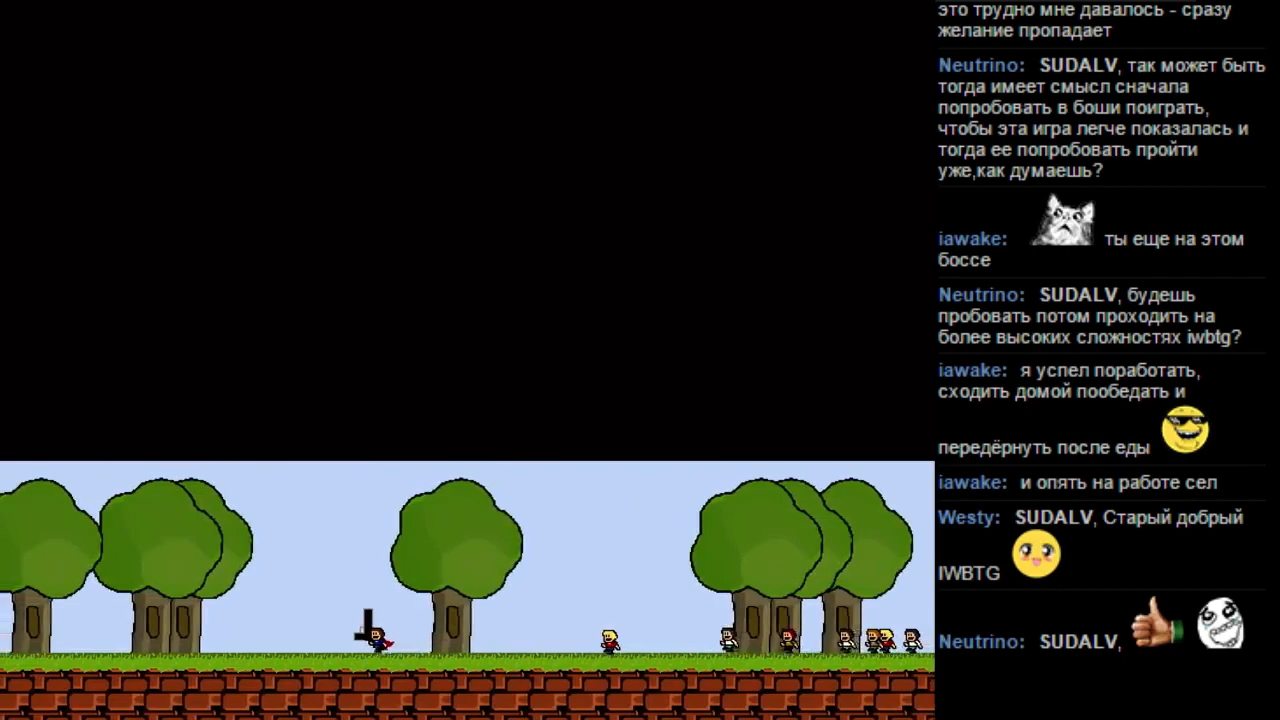 это трудно мне давалось - сразу
желание пропадает
Neutrino: SUDALV, так может быть
тогда имеет смысл сначала
попробовать в боши поиграть,
чтобы эта игра легче показалась и
тогда ее попробовать пройти
уже,как думаешь?
iawake: ты еще на этом
боссе
Neutrino: SUDALV, будешь
пробовать потом проходить на
более высоких сложностях iwbtg?
iawake: я успел поработать,
сходить домой пообедать и
передёрнуть после еды
iawake: и опять на работе сел
Westy: SUDALV, Старый добрый
IWBTG
Neutrino: SUDALV,